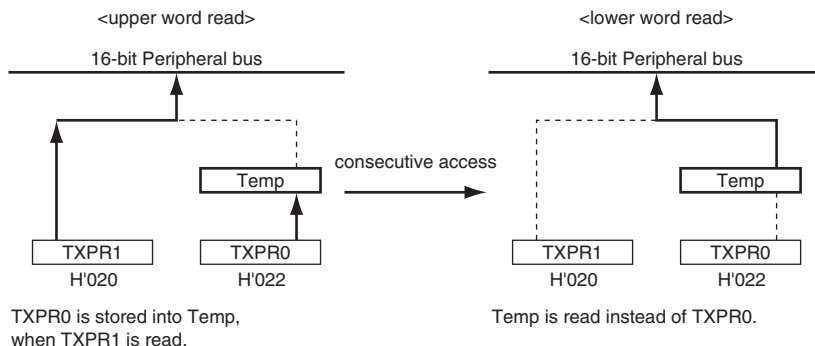 <upper word read>
16-bit Peripheral bus
Temp
TXPR1
TXPR0
H'020
H'022
TXPR0 is stored into Temp,
when TXPR1 is read.
consecutive access
<lower word read>
16-bit Peripheral bus
Temp
TXPR1
TXPR0
H'020
H'022
Temp is read instead of TXPR0.